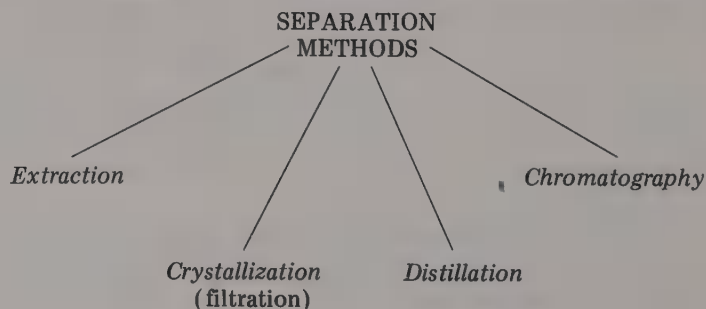 SEPARATION
METHODS
Extraction
Chromatography
Crystallization
(filtration)
Distillation